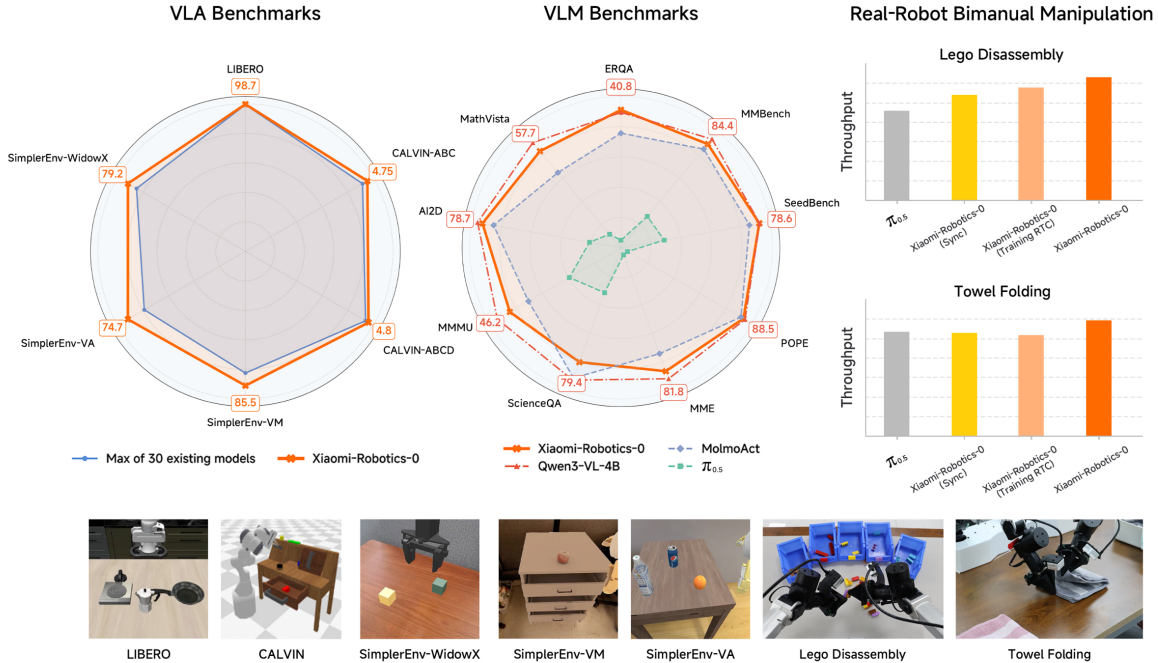 VLA Benchmarks
LIBERO
98.7
CALVIN-ABC
4.75
CALVIN-ABCD
4.8
SimplerEnv-VM
85.5
SimplerEnv-VA
74.7
SimplerEnv-WidowX
79.2
Max of 30 existing models
Xiaomi-Robotics-0
VLM Benchmarks
ERQA
40.8
MMBench
84.4
SeedBench
78.6
POPE
88.5
MME
81.8
ScienceQA
79.4
MMMU
46.2
AI2D
78.7
MathVista
57.7
Xiaomi-Robotics-0
Qwen3-VL-4B
MolmoAct
π0.5
Real-Robot Bimanual Manipulation
Lego Disassembly
Throughput
π0.5
Xiaomi-Robotics-0
(Sync)
Xiaomi-Robotics-0
(Training RTC)
Xiaomi-Robotics-0
Towel Folding
Throughput
π0.5
Xiaomi-Robotics-0
(Sync)
Xiaomi-Robotics-0
(Training RTC)
Xiaomi-Robotics-0
LIBERO
CALVIN
SimplerEnv-WidowX
SimplerEnv-VM
SimplerEnv-VA
Lego Disassembly
Towel Folding